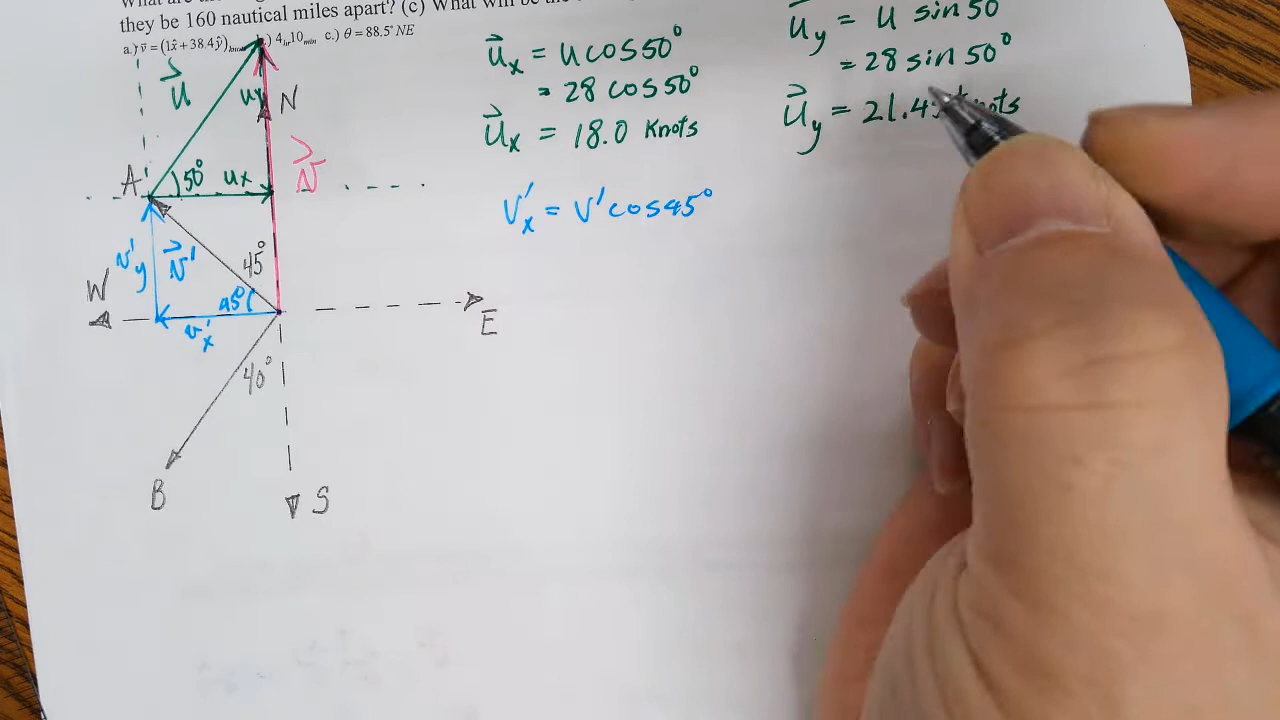 they be 160 nautical miles apart? (c) What will be the
a.) v⃗ = (1x̂ + 38.4ŷ) ) 4hr 10min c.) θ = 88.5° NE
u⃗x = u cos 50°
= 28 cos 50°
u⃗x = 18.0 Knots
u⃗y = u sin 50
= 28 sin 50°
u⃗y = 21.4
v'x = v' cos 45°
u⃗
uy
N
A
50°
ux
v⃗
v'y
v⃗'
45°
W
45°
v'x
E
40°
B
S